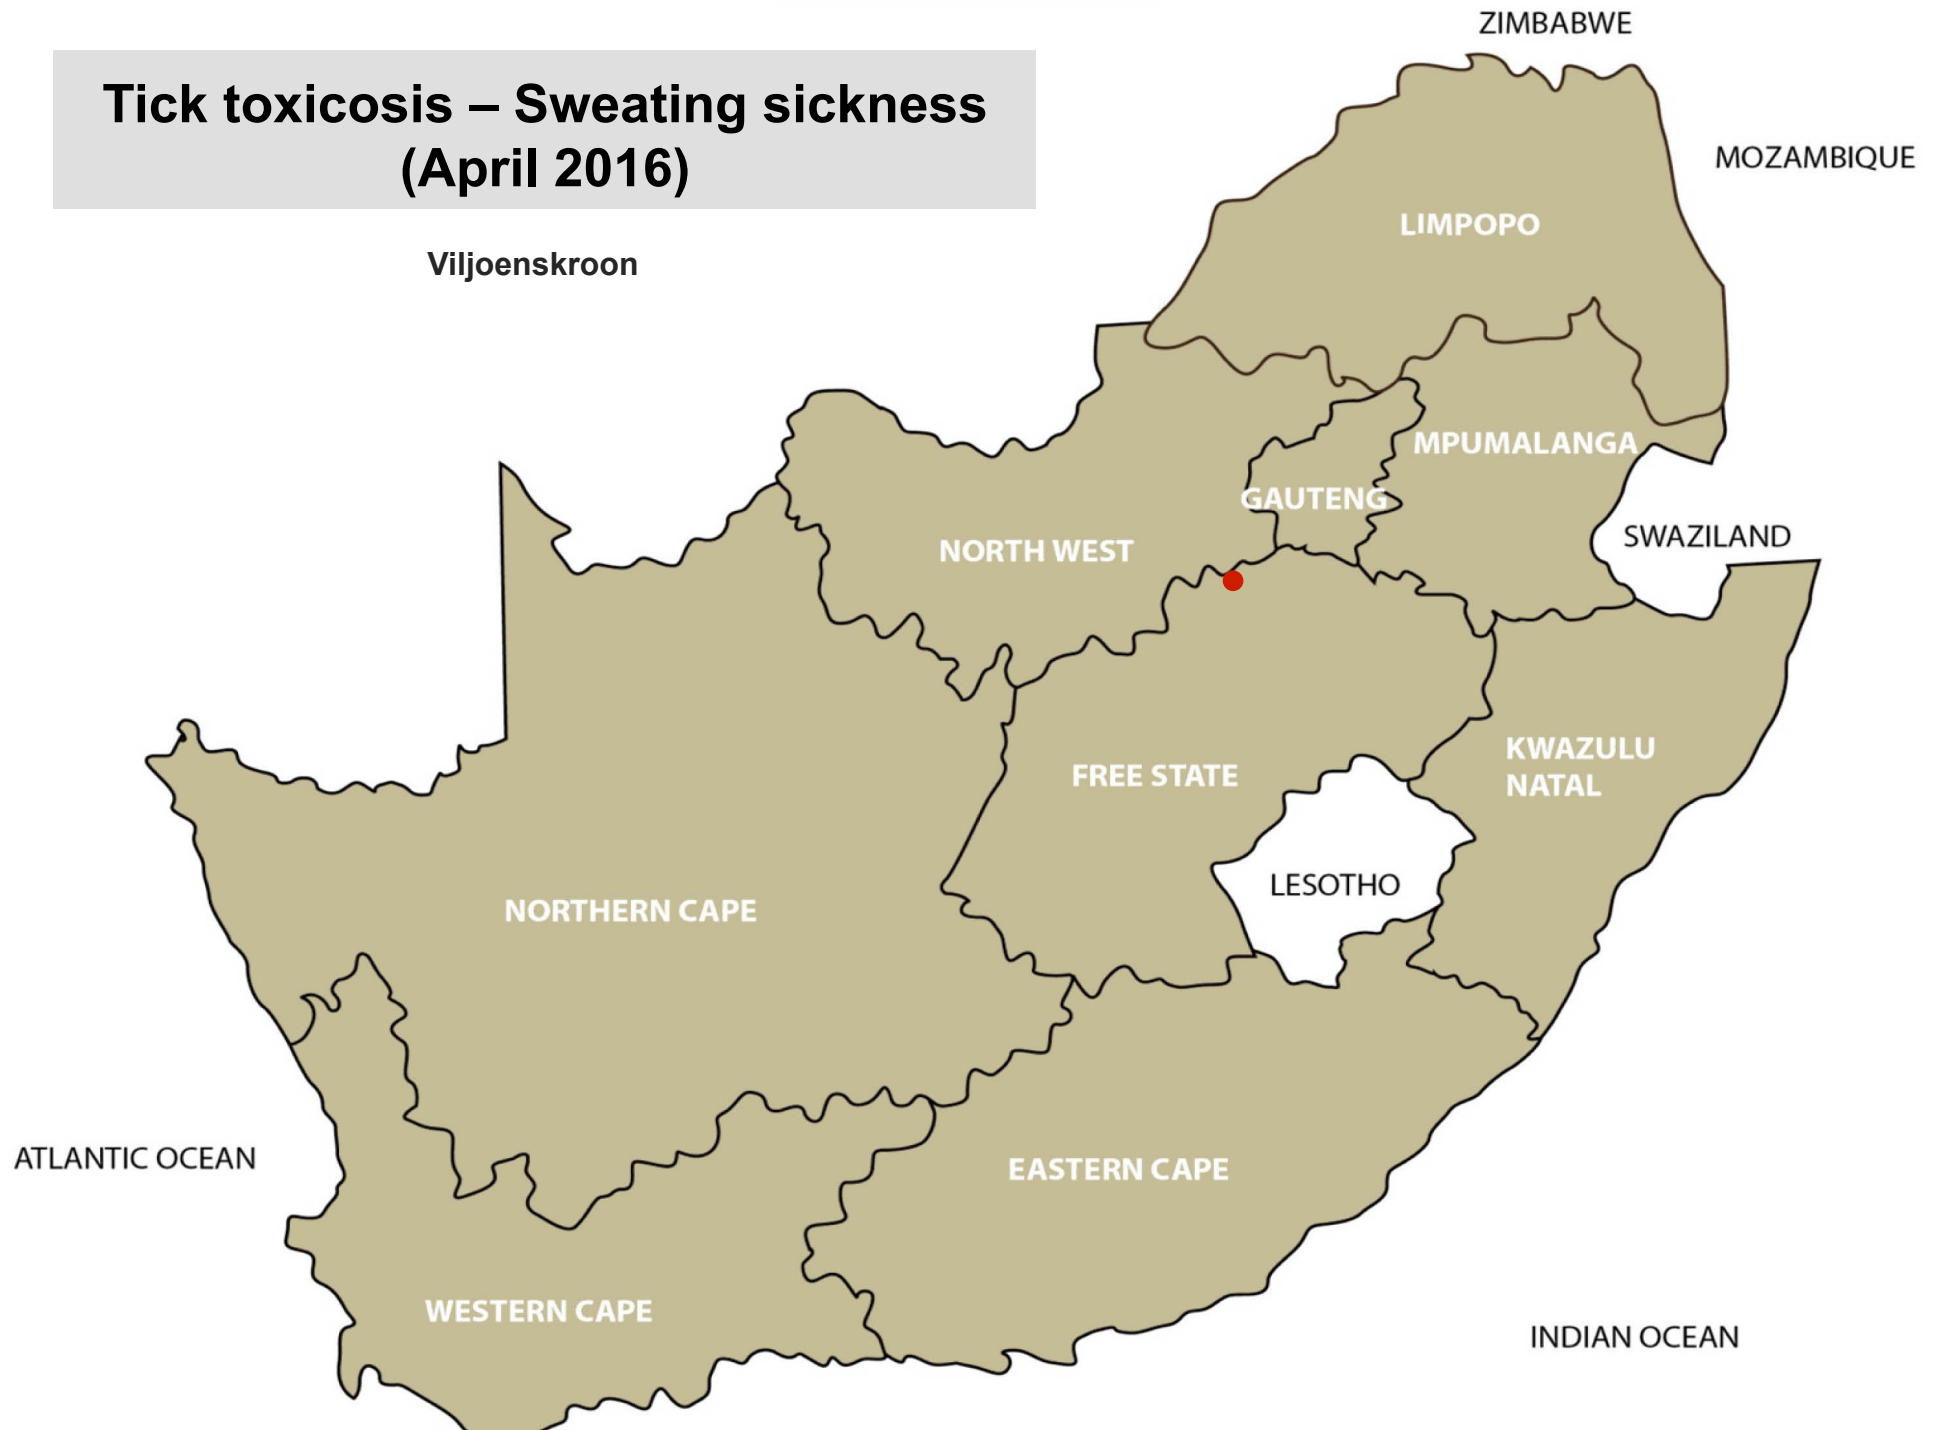 Tick toxicosis – Sweating sickness
(April 2016)
Viljoenskroon
ZIMBABWE
MOZAMBIQUE
LIMPOPO
MPUMALANGA
GAUTENG
SWAZILAND
NORTH WEST
KWAZULU
NATAL
FREE STATE
LESOTHO
NORTHERN CAPE
ATLANTIC OCEAN
EASTERN CAPE
WESTERN CAPE
INDIAN OCEAN